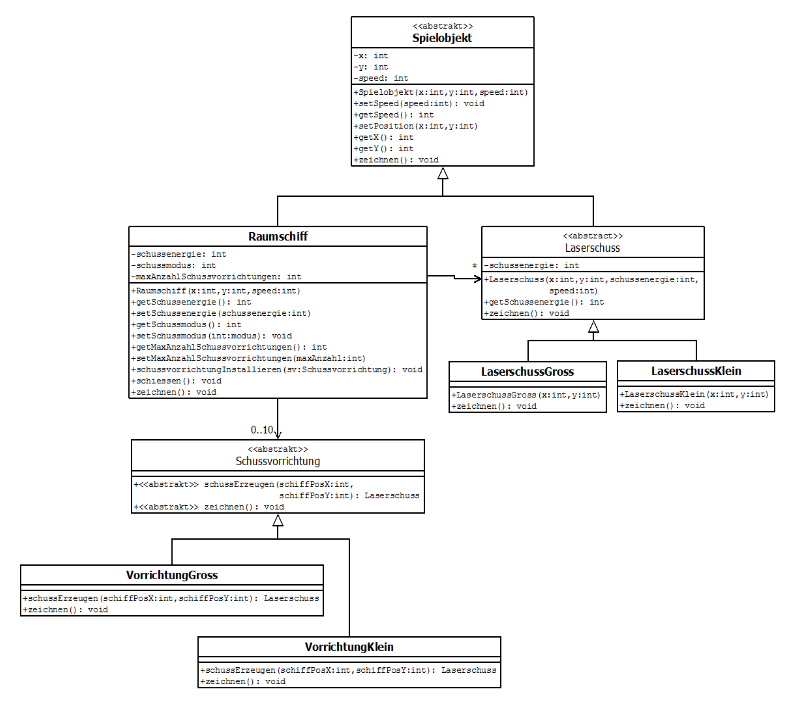 <<abstrakt>>
Spielobjekt
-x: int
-y: int
-speed: int
+Spielobjekt(x:int,y:int,speed:int)
+setSpeed(speed:int): void
+getSpeed(): int
+setPosition(x:int,y:int)
+getX(): int
+getY(): int
+zeichnen(): void
Raumschiff
-schussenergie: int
-schussmodus: int
-maxAnzahlSchussvorrichtungen: int
+Raumschiff(x:int,y:int,speed:int)
+getSchussenergie(): int
+setSchussenergie(schussenergie:int)
+getSchussmodus(): int
+setSchussmodus(int:modus): void
+getMaxAnzahlSchussvorrichtungen(): int
+setMaxAnzahlSchussvorrichtungen(maxAnzahl:int)
+schussvorrichtungInstallieren(sv:Schussvorrichtung): void
+schiessen(): void
+zeichnen(): void
*
<<abstract>>
Laserschuss
-schussenergie: int
+Laserschuss(x:int,y:int,schussenergie:int,
speed:int)
+getSchussenergie(): int
+zeichnen(): void
LaserschussGross
+LaserschussGross(x:int,y:int)
+zeichnen(): void
LaserschussKlein
+LaserschussKlein(x:int,y:int)
+zeichnen(): void
0..10
<<abstrakt>>
Schussvorrichtung
+<<abstrakt>> schussErzeugen(schiffPosX:int,
schiffPosY:int): Laserschuss
+<<abstrakt>> zeichnen(): void
VorrichtungGross
+schussErzeugen(schiffPosX:int,schiffPosY:int): Laserschuss
+zeichnen(): void
VorrichtungKlein
+schussErzeugen(schiffPosX:int,schiffPosY:int): Laserschuss
+zeichnen(): void